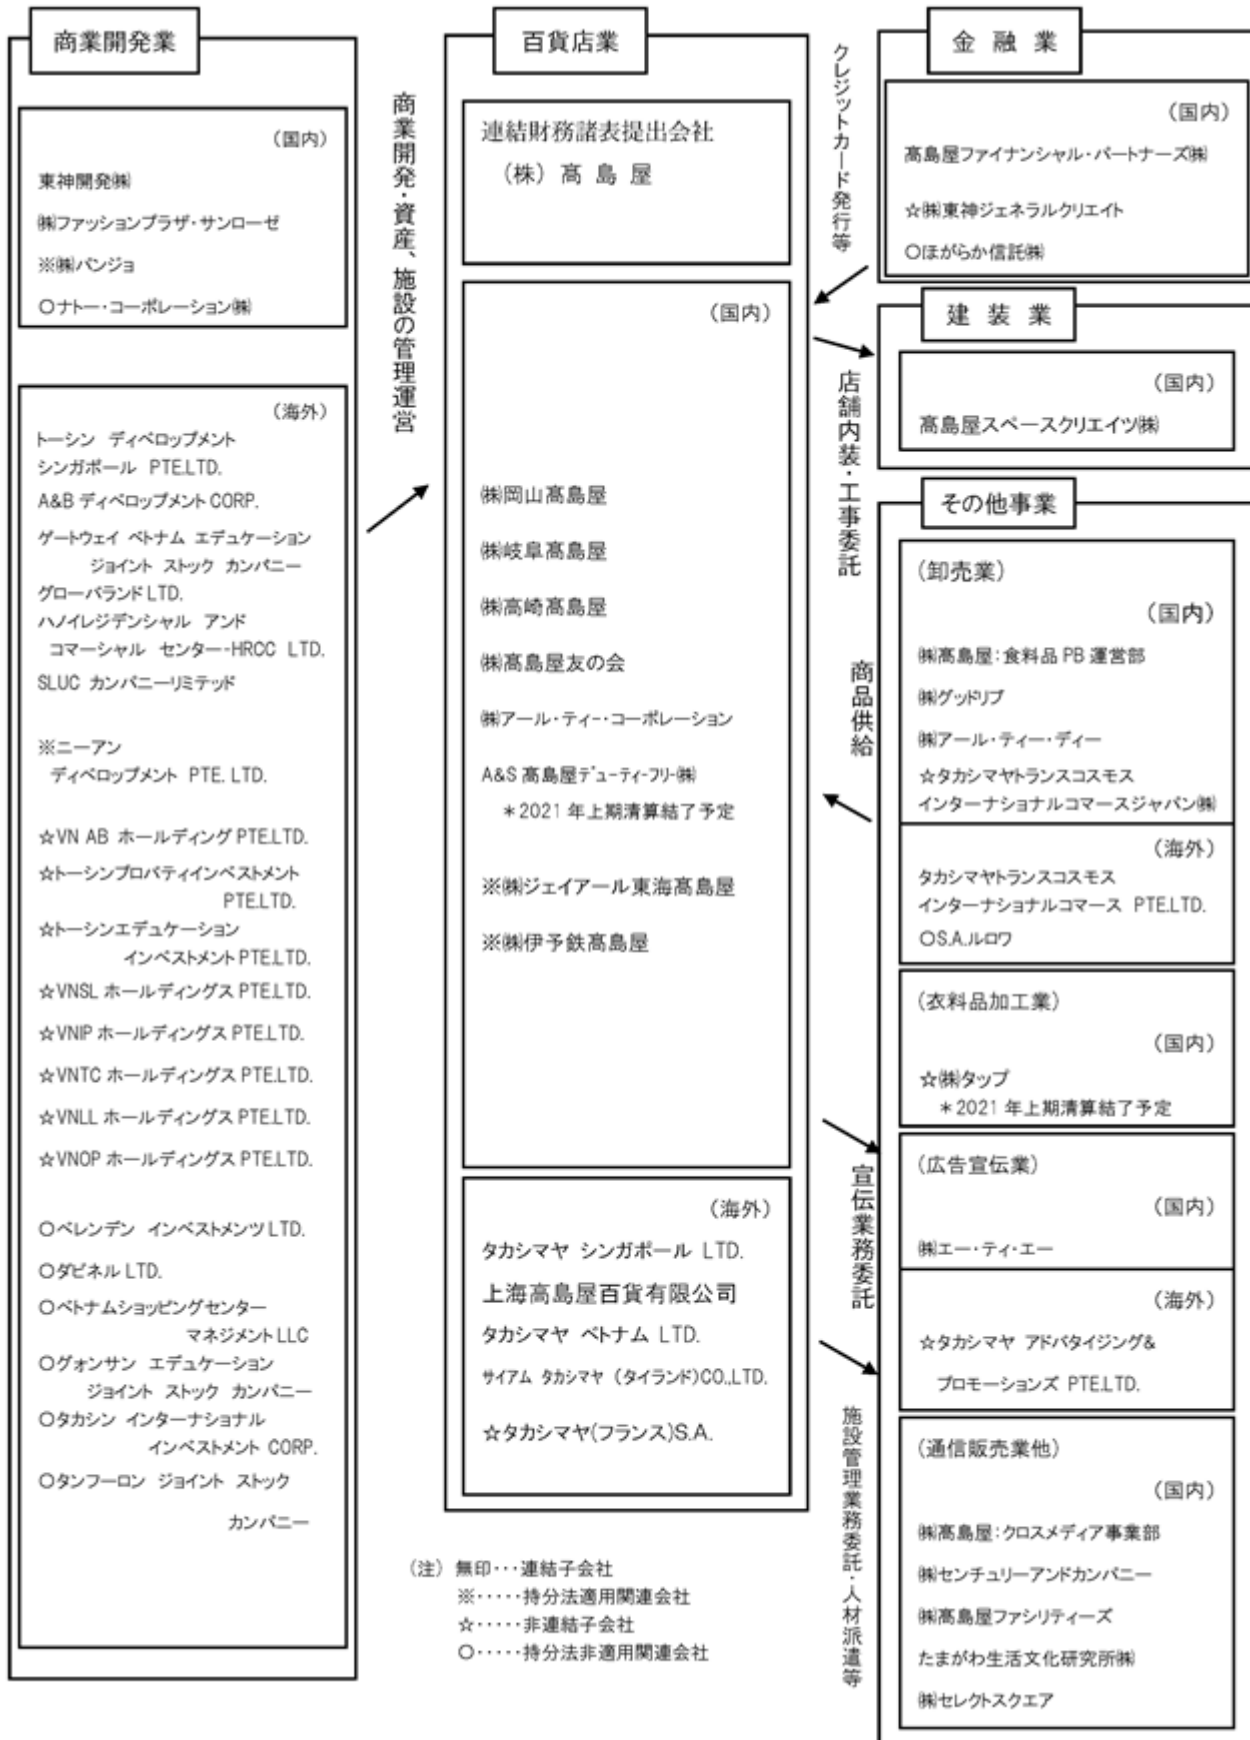 商業開発業
(国内)
東神開発㈱
㈱ファッションプラザ・サンローゼ
※㈱パンジョ
○ナトー・コーポレーション㈱
(海外)
トーシン ディベロップメント
シンガポール PTE.LTD.
A&B ディベロップメント CORP.
ゲートウェイ ベトナム エデュケーション
ジョイント ストック カンパニー
グローバランド LTD.
ハノイレジデンシャル アンド
コマーシャル センター-HRCC LTD.
SLUC カンパニーリミテッド
※ニーアン
ディベロップメント PTE. LTD.
☆VN AB ホールディング PTE.LTD.
☆トーシンプロパティインベストメント
PTE.LTD.
☆トーシンエデュケーション
インベストメント PTE.LTD.
☆VNSL ホールディングス PTE.LTD.
☆VNIP ホールディングス PTE.LTD.
☆VNTC ホールディングス PTE.LTD.
☆VNLL ホールディングス PTE.LTD.
☆VNOP ホールディングス PTE.LTD.
○ベレンデン インベストメンツ LTD.
○ダビネル LTD.
○ベトナムショッピングセンター
マネジメント LLC
○グォンサン エデュケーション
ジョイント ストック カンパニー
○タカシン インターナショナル
インベストメント CORP.
○タンフーロン ジョイント ストック
カンパニー
商業開発・資産、施設の管理運営
百貨店業
連結財務諸表提出会社
(株) 髙 島 屋
(国内)
㈱岡山髙島屋
㈱岐阜髙島屋
㈱高崎髙島屋
㈱髙島屋友の会
㈱アール・ティー・コーポレーション
A&S 髙島屋デューティーフリー㈱
＊2021 年上期清算結了予定
※㈱ジェイアール東海髙島屋
※㈱伊予鉄髙島屋
(海外)
タカシマヤ シンガポール LTD.
上海高島屋百貨有限公司
タカシマヤ ベトナム LTD.
サイアム タカシマヤ (タイランド)CO.,LTD.
☆タカシマヤ(フランス)S.A.
(注) 無印・・・連結子会社
※・・・・・持分法適用関連会社
☆・・・・・非連結子会社
○・・・・・持分法非適用関連会社
クレジットカード発行等
店舗内装・工事委託
商品供給
宣伝業務委託
施設管理業務委託・人材派遣等
金 融 業
(国内)
髙島屋ファイナンシャル・パートナーズ㈱
☆㈱東神ジェネラルクリエイト
○ほがらか信託㈱
建 装 業
(国内)
髙島屋スペースクリエイツ㈱
その他事業
(卸売業)
(国内)
㈱髙島屋:食料品 PB 運営部
㈱グッドリブ
㈱アール・ティー・ディー
☆タカシマヤトランスコスモス
インターナショナルコマースジャパン㈱
(海外)
タカシマヤトランスコスモス
インターナショナルコマース PTE.LTD.
○S.A.ルロワ
(衣料品加工業)
(国内)
☆㈱タップ
＊2021 年上期清算結了予定
(広告宣伝業)
(国内)
㈱エー・ティ・エー
(海外)
☆タカシマヤ アドバタイジング&
プロモーションズ PTE.LTD.
(通信販売業他)
(国内)
㈱髙島屋:クロスメディア事業部
㈱センチュリーアンドカンパニー
㈱髙島屋ファシリティーズ
たまがわ生活文化研究所㈱
㈱セレクトスクエア